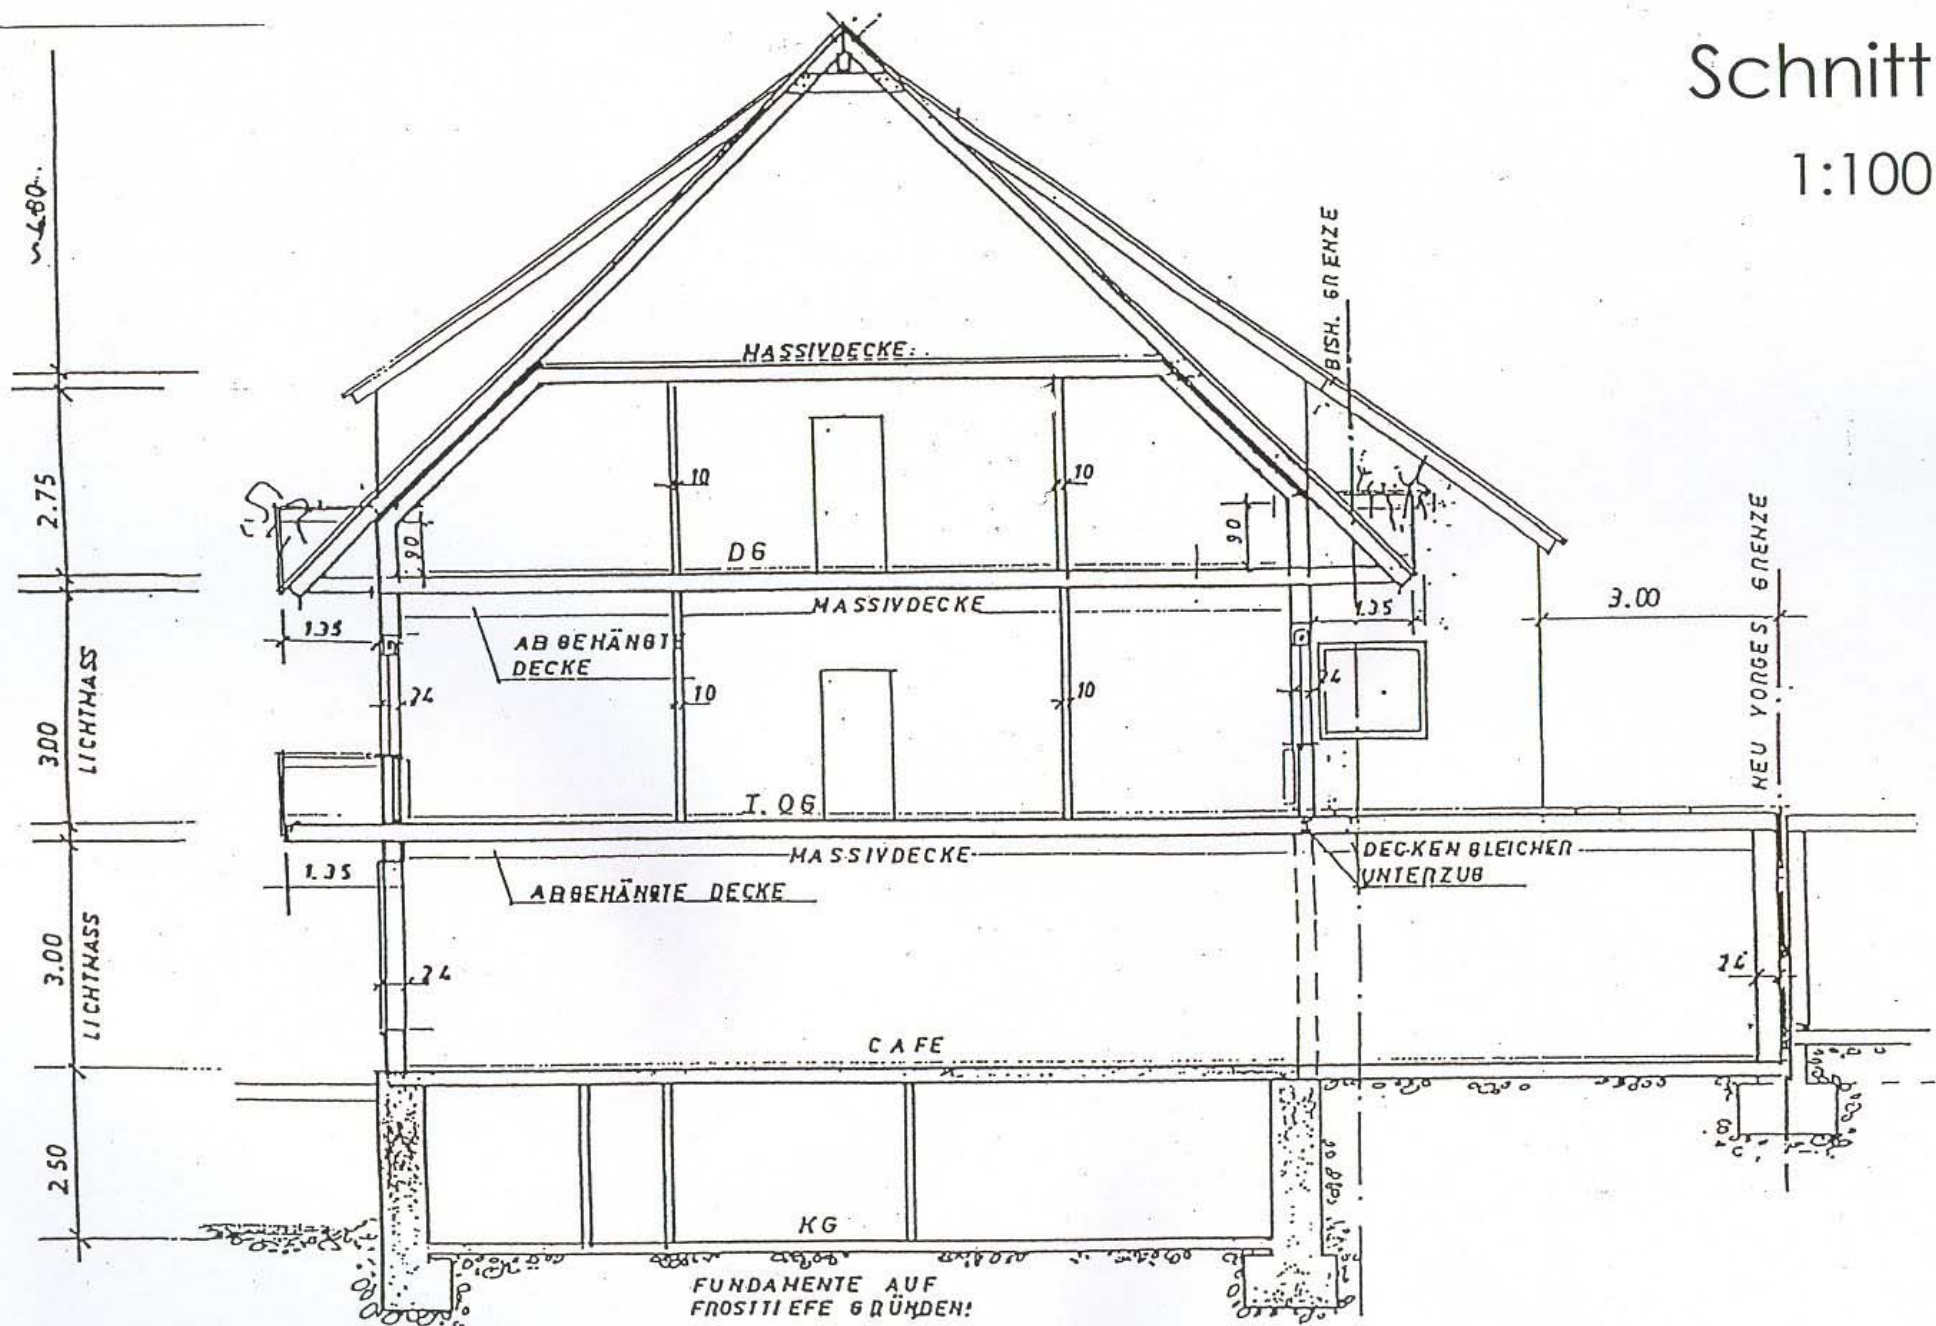 Schnitt
1:100
~4.80
BISH. GRENZE
MASSIVDECKE
2.75
10
10
.90
.90
DG
NEU VORGES GRENZE
MASSIVDECKE
1.35
1.35
3.00
ABGEHÄNGTE
DECKE
24
10
10
24
3.00
LICHTMASS
I. OG
MASSIVDECKE
DECKENGLEICHER
UNTERZUG
1.35
ABGEHÄNGTE DECKE
3.00
LICHTMASS
24
24
CAFE
2.50
KG
FUNDAMENTE AUF
FROSTTIEFE GRÜNDEN!